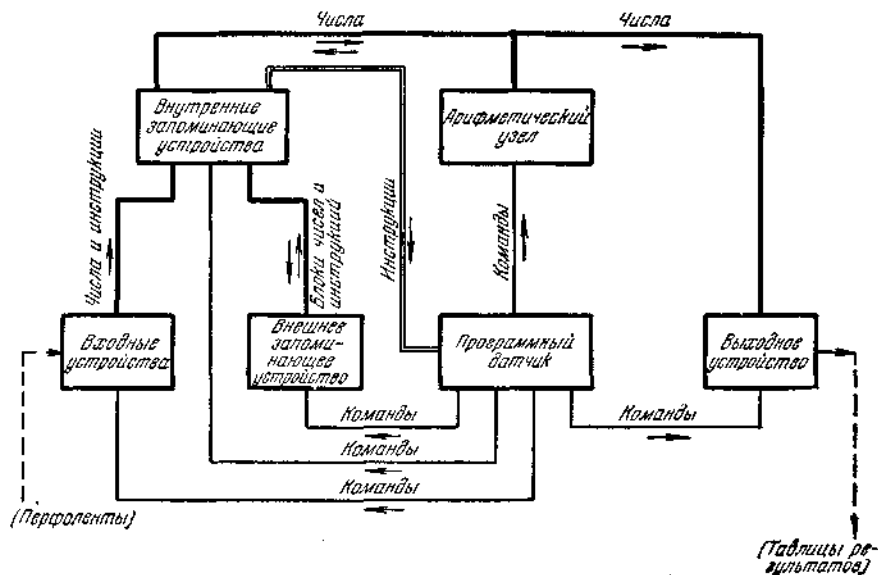 Числа
Числа
Внутренние
запоминающие
устройства
Арифметический
узел
Числа и инструкции
Блоки чисел и
инструкций
Инструкции
Команды
Входные
устройства
Внешнее
запоми-
нающее
устройство
Программный
датчик
Выходное
устройство
Команды
Команды
Команды
Команды
(Перфоленты)
(Таблицы ре-
зультатов)